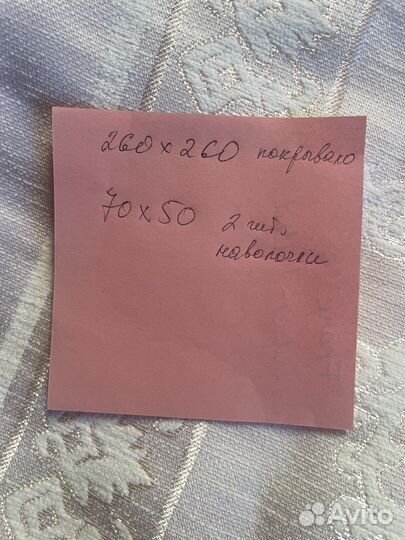 260 x 260 покрывало
70 x 50 2 шт.
наволочки
Avito